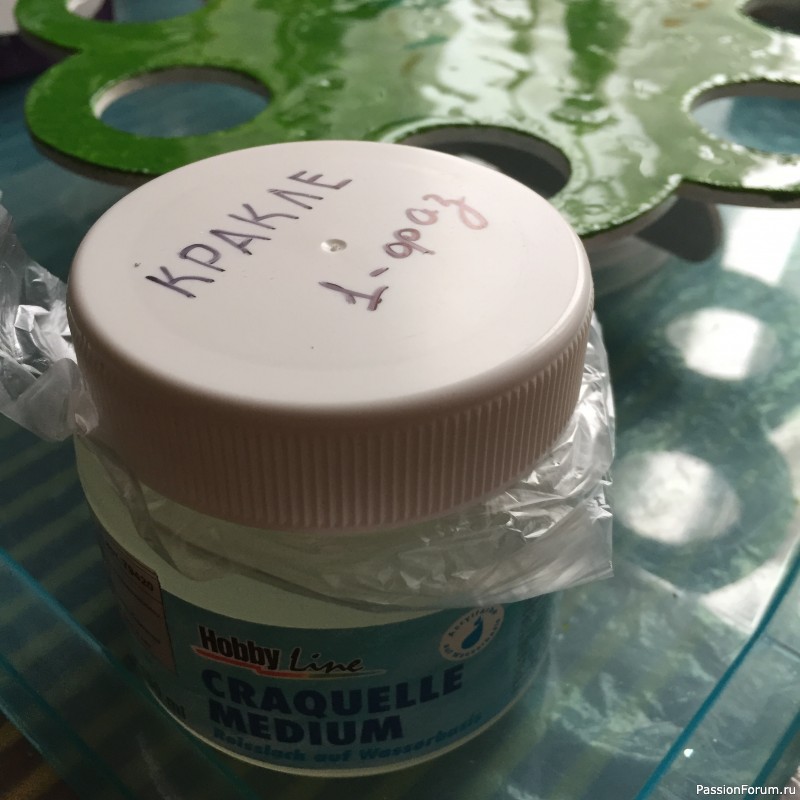 КРАКЛЕ
1-фаз
Hobby Line
CRAQUELLE
MEDIUM
Reisslack auf Wasserbasis
PassionForum.ru